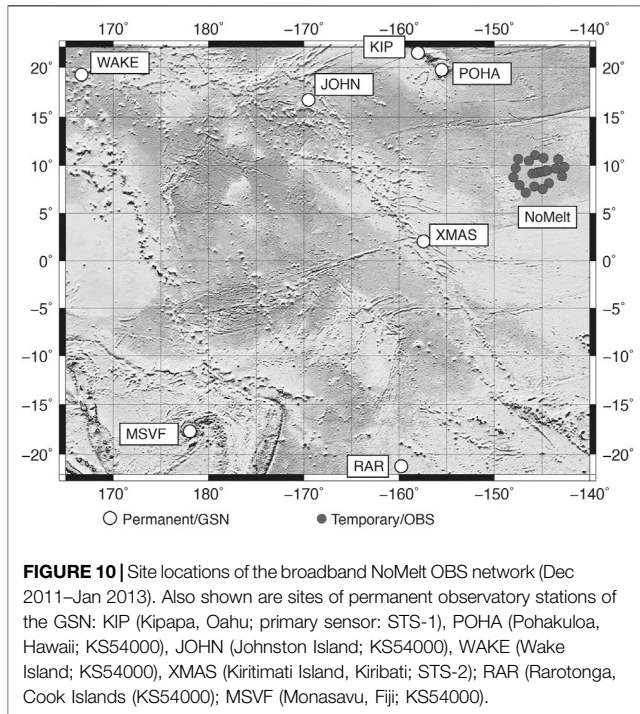 170° 180° −170° −160° −150° −140°
20° WAKE KIP POHA 20°
JOHN
15° 15°
10° 10°
5° NoMelt 5°
XMAS
0° 0°
−5° −5°
−10° −10°
−15° −15°
MSVF
−20° RAR −20°
170° 180° −170° −160° −150° −140°
Permanent/GSN Temporary/OBS
FIGURE 10 | Site locations of the broadband NoMelt OBS network (Dec
2011–Jan 2013). Also shown are sites of permanent observatory stations of
the GSN: KIP (Kipapa, Oahu; primary sensor: STS-1), POHA (Pohakuloa,
Hawaii; KS54000), JOHN (Johnston Island; KS54000), WAKE (Wake
Island; KS54000), XMAS (Kiritimati Island, Kiribati; STS-2); RAR (Rarotonga,
Cook Islands (KS54000); MSVF (Monasavu, Fiji; KS54000).